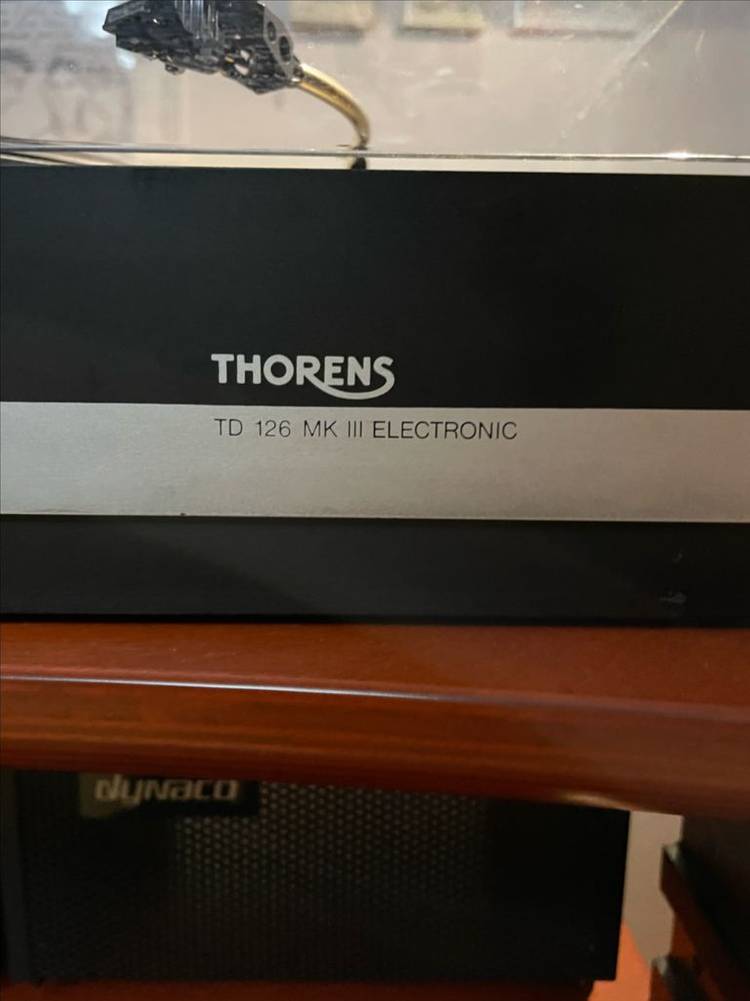 THORENS
TD 126 MK III ELECTRONIC
dynaco